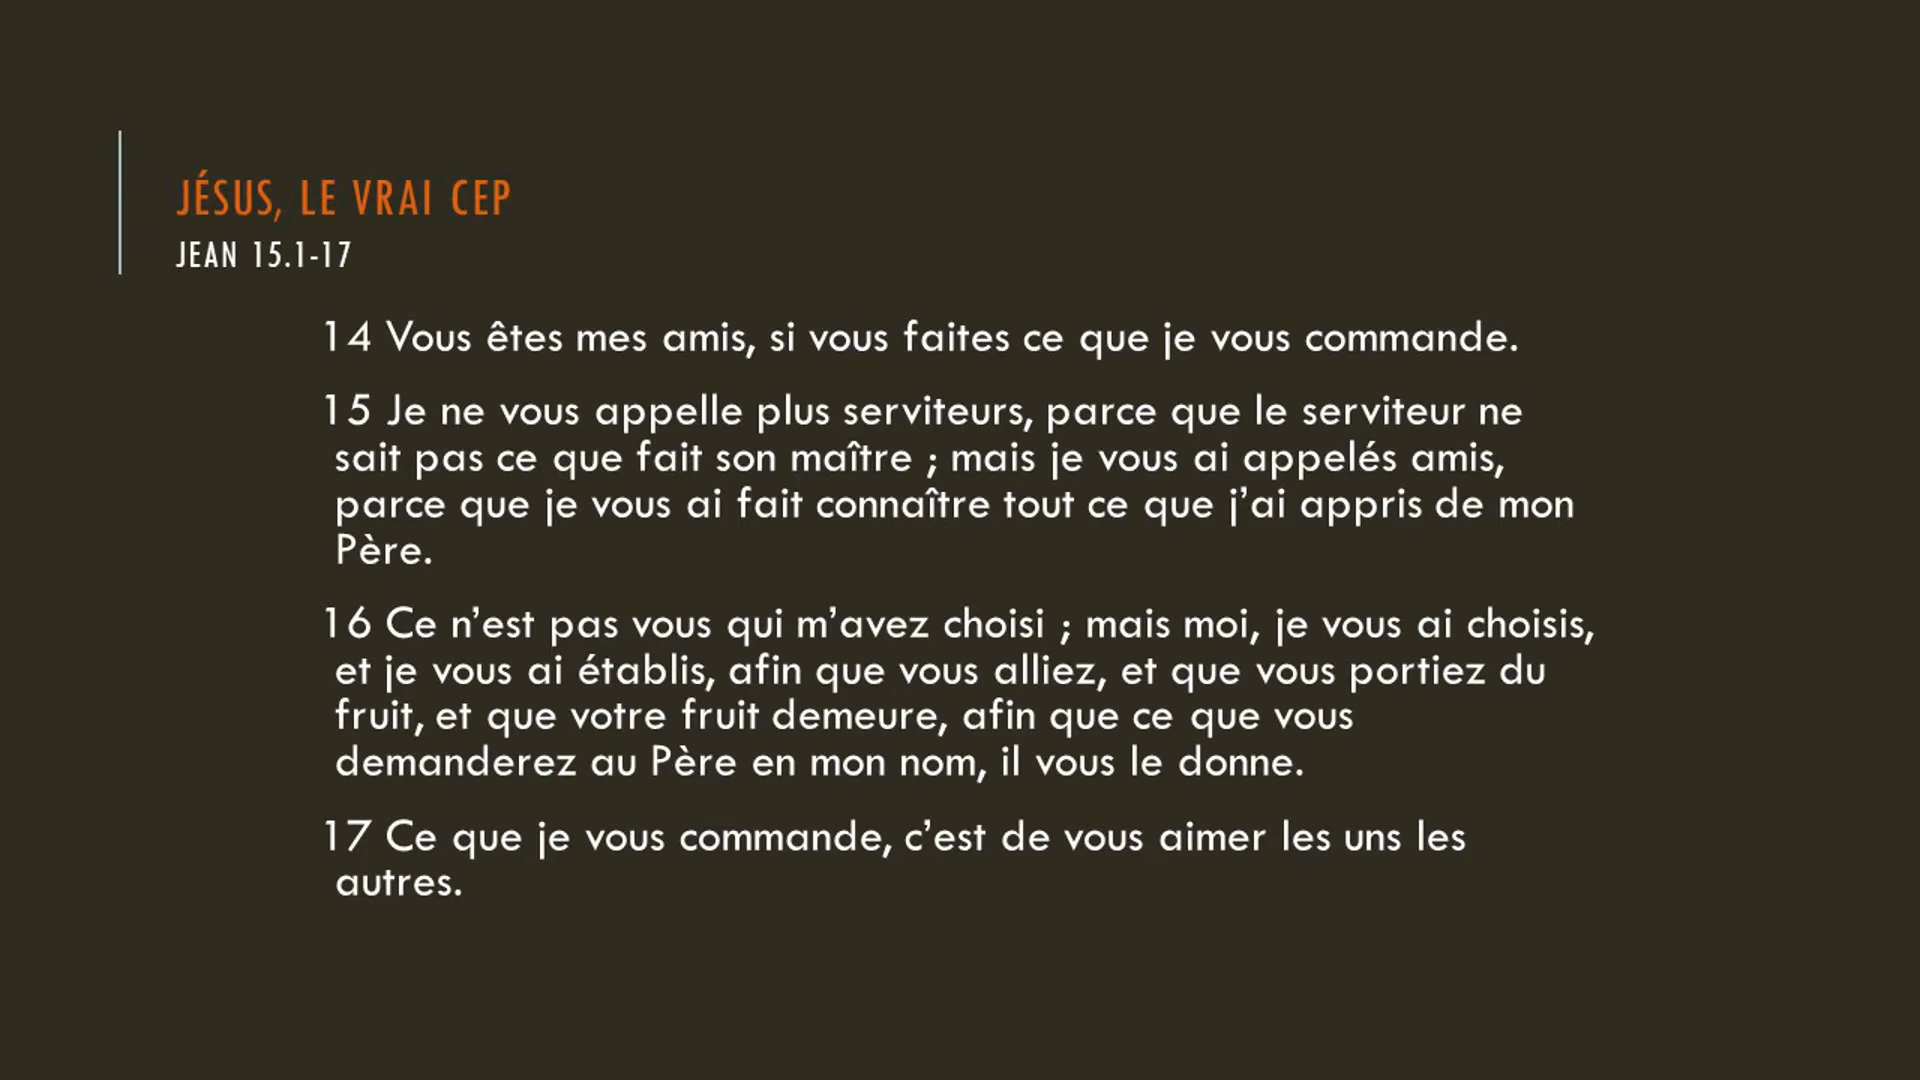 JÉSUS, LE VRAI CEP
JEAN 15.1-17
14 Vous êtes mes amis, si vous faites ce que je vous commande.
15 Je ne vous appelle plus serviteurs, parce que le serviteur ne
sait pas ce que fait son maître ; mais je vous ai appelés amis,
parce que je vous ai fait connaître tout ce que j’ai appris de mon
Père.
16 Ce n’est pas vous qui m’avez choisi ; mais moi, je vous ai choisis,
et je vous ai établis, afin que vous alliez, et que vous portiez du
fruit, et que votre fruit demeure, afin que ce que vous
demanderez au Père en mon nom, il vous le donne.
17 Ce que je vous commande, c’est de vous aimer les uns les
autres.